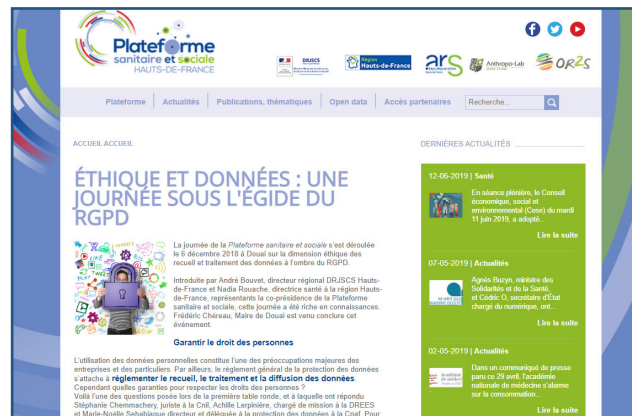 Plateforme
sanitaire et sociale
HAUTS-DE-FRANCE
DRJSCS
Région
Hauts-de-France
ars
Anthropo-Lab
OR2S
Plateforme
Actualités
Publications, thématiques
Open data
Accès partenaires
Recherche...
ACCUEIL ACCUEIL
ÉTHIQUE ET DONNÉES : UNE
JOURNÉE SOUS L'ÉGIDE DU
RGPD
La journée de la Plateforme sanitaire et sociale s'est déroulée
le 6 décembre 2018 à Douai sur la dimension éthique des
recueil et traitement des données à l'ombre du RGPD.
Introduite par André Bouvet, directeur régional DRJSCS Hauts-
de-France et Nadia Rouache, directrice santé à la région Hauts-
de-France, représentants la co-présidence de la Plateforme
sanitaire et sociale, cette journée a été riche en connaissances.
Frédéric Chéreau, Maire de Douai est venu conclure cet
événement.
Garantir le droit des personnes
L'utilisation des données personnelles constitue l'une des préoccupations majeures des
entreprises et des particuliers. Par ailleurs, le règlement général de la protection des données
s'attache à réglementer le recueil, le traitement et la diffusion des données.
Cependant quelles garanties pour respecter les droits des personnes ?
Voilà l'une des questions posée lors de la première table ronde, et à laquelle ont répondu
Stéphanie Chemmachery, juriste à la Cnil, Achille Lerpinière, chargé de mission à la DREES
et Marie-Noëlle Sehabiague directeur et déléguée à la protection des données à la Cnaf. Pour
DERNIÈRES ACTUALITÉS
12-06-2019 | Santé
En séance plénière, le Conseil
économique, social et
environnemental (Cese) du mardi
11 juin 2019, a adopté...
Lire la suite
07-05-2019 | Actualités
Agnès Buzyn, ministre des
Solidarités et de la Santé,
et Cédric O, secrétaire d'État
chargé du numérique, ont...
Lire la suite
02-05-2019 | Actualités
Dans un communiqué de presse
paru ce 29 avril, l'académie
nationale de médecine s'alarme
sur la consommation...
Lire la suite